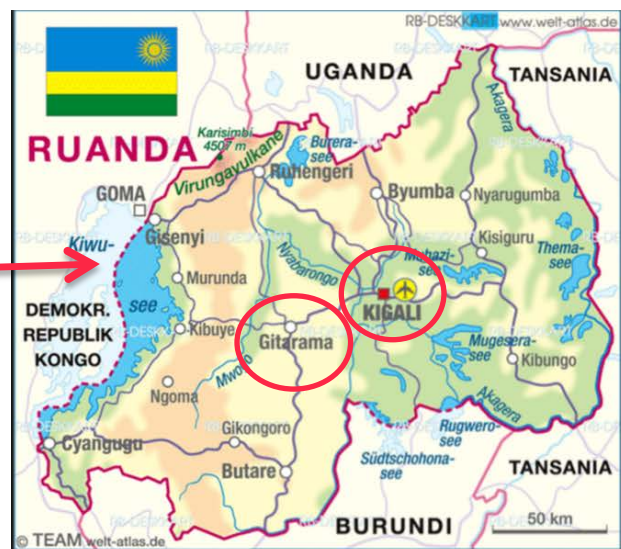 RB-DESKKART www.welt-atlas.de
UGANDA
TANSANIA
RUANDA
Karisimbi
4507 m
Virungavulkane
Burera-
see
Akagera
Ruhengeri
GOMA
Byumba
Nyarugumba
Kiwu-
see
Gisenyi
Nyabarongo
Kisiguru
Muhazi-
see
Thema-
see
Murunda
KIGALI
DEMOKR.
REPUBLIK
KONGO
Kibuye
Gitarama
Mwogo
Mugesera-
see
Kibungo
Ngoma
Akagera
Gikongoro
Rugwero-
see
Cyangugu
Südtschohona-
see
Butare
TANSANIA
BURUNDI
50 km
© TEAM welt-atlas.de